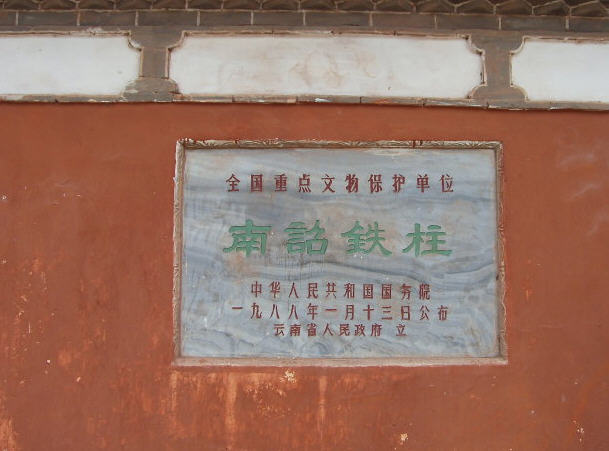 全国重点文物保护单位
南詔鉄柱
中华人民共和国国务院
一九八八年一月十三日公布
云南省人民政府立